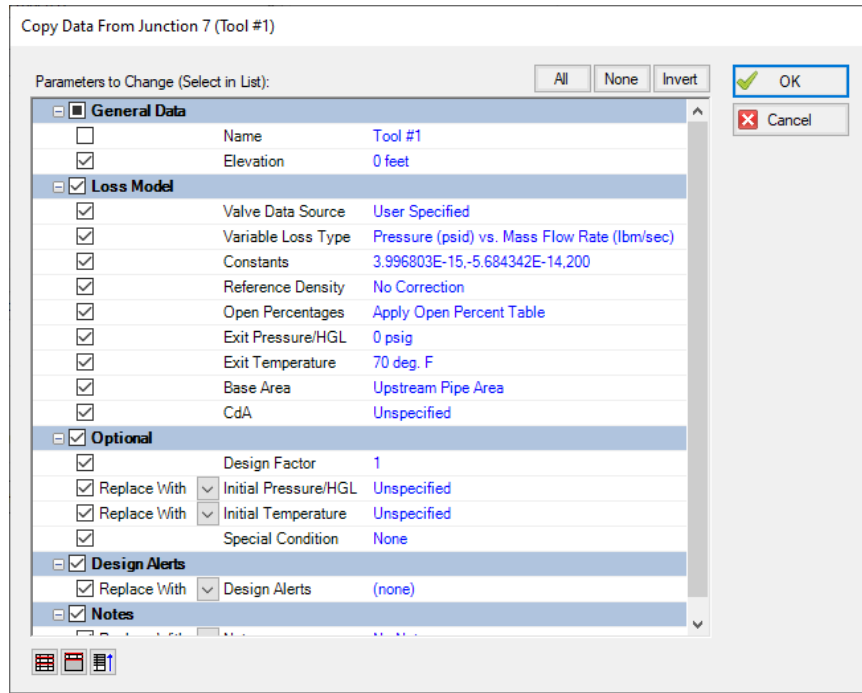 Copy Data From Junction 7 (Tool #1)
Parameters to Change (Select in List): All None Invert OK
Cancel
General Data
Name Tool #1
Elevation 0 feet
Loss Model
Valve Data Source User Specified
Variable Loss Type Pressure (psid) vs. Mass Flow Rate (lbm/sec)
Constants 3.996803E-15,-5.684342E-14,200
Reference Density No Correction
Open Percentages Apply Open Percent Table
Exit Pressure/HGL 0 psig
Exit Temperature 70 deg. F
Base Area Upstream Pipe Area
CdA Unspecified
Optional
Design Factor 1
Replace With Initial Pressure/HGL Unspecified
Replace With Initial Temperature Unspecified
Special Condition None
Design Alerts
Replace With Design Alerts (none)
Notes